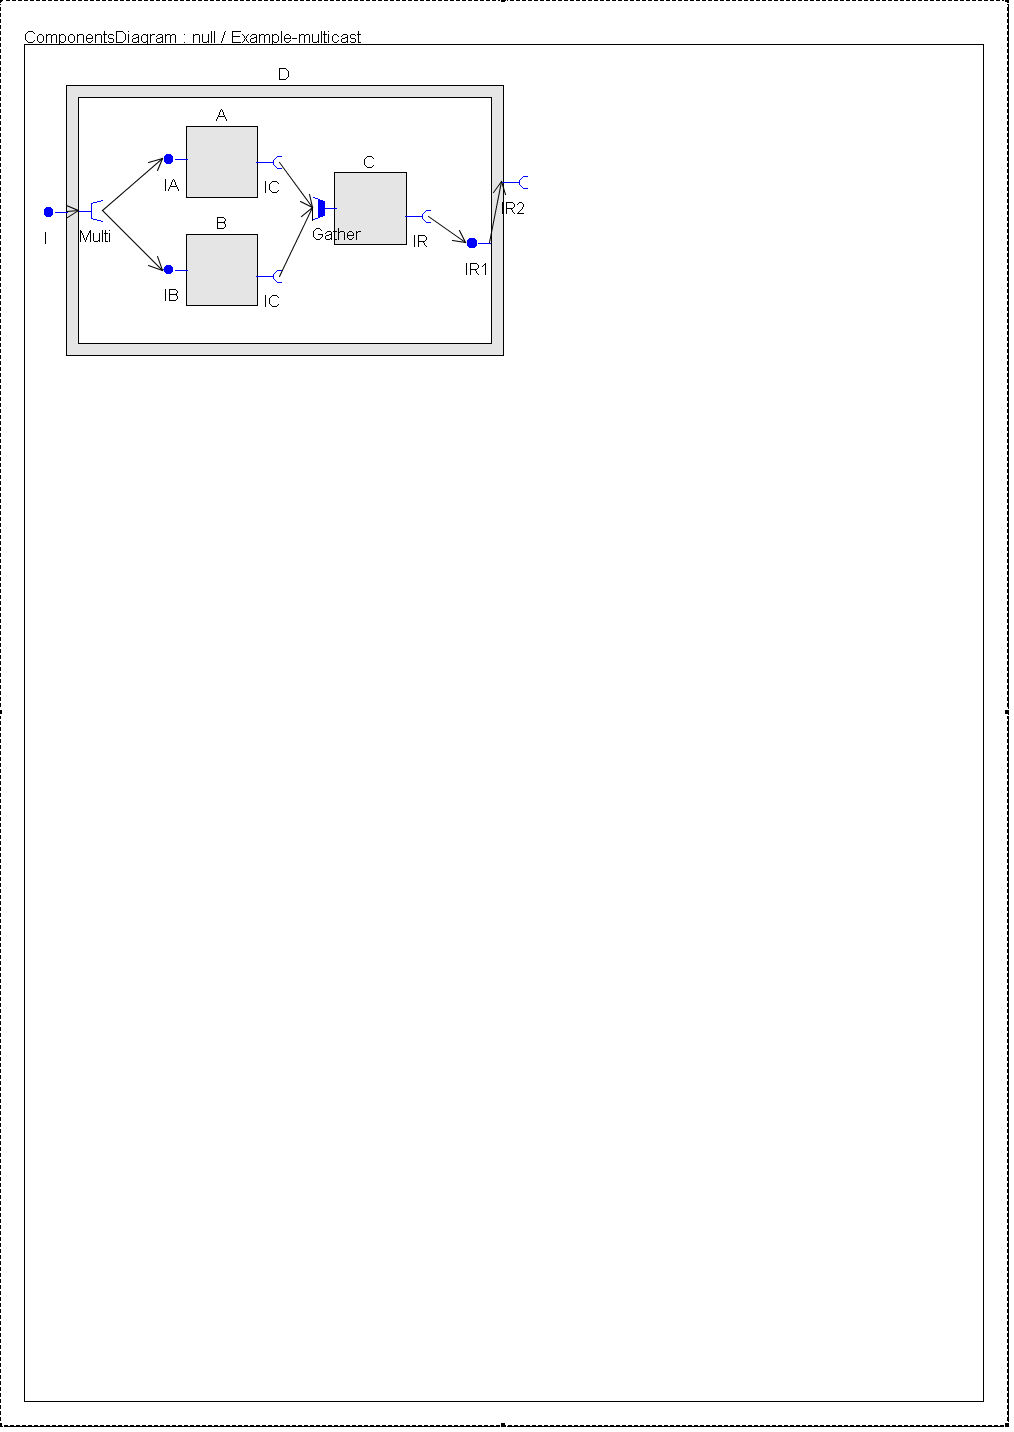 ComponentsDiagram : null / Example-multicast
D
A
C
IA
IC
IR2
B
Gather
I
Multi
IR
IR1
IB
IC